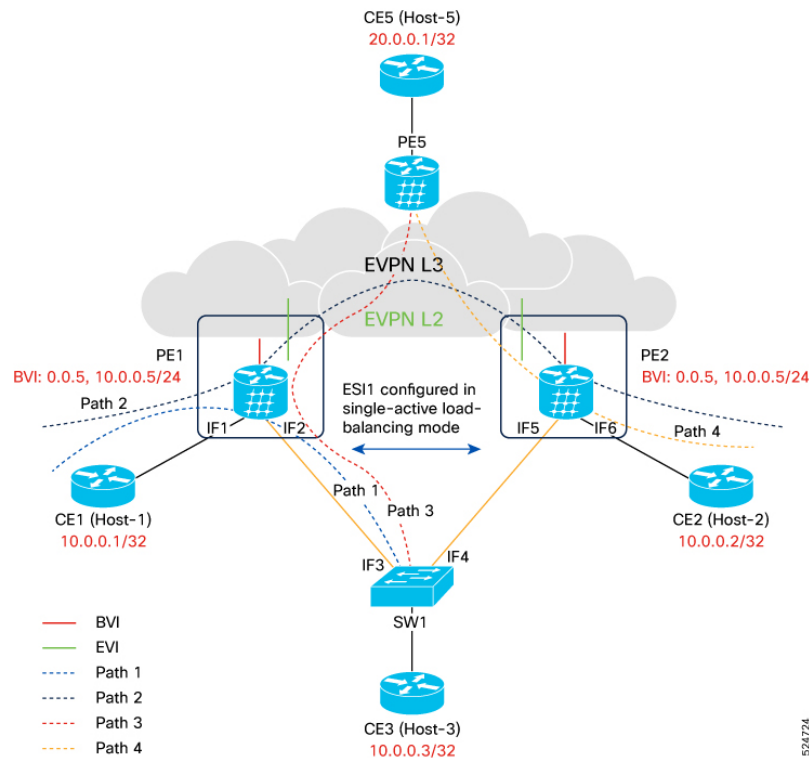 CE5 (Host-5)
20.0.0.1/32
PE5
EVPN L3
EVPN L2
PE1
BVI: 0.0.5, 10.0.0.5/24
Path 2
IF1
IF2
ESI1 configured in
single-active load-
balancing mode
PE2
BVI: 0.0.5, 10.0.0.5/24
IF5
IF6
Path 4
Path 1
Path 3
CE1 (Host-1)
10.0.0.1/32
CE2 (Host-2)
10.0.0.2/32
IF3
IF4
SW1
CE3 (Host-3)
10.0.0.3/32
BVI
EVI
Path 1
Path 2
Path 3
Path 4
524724